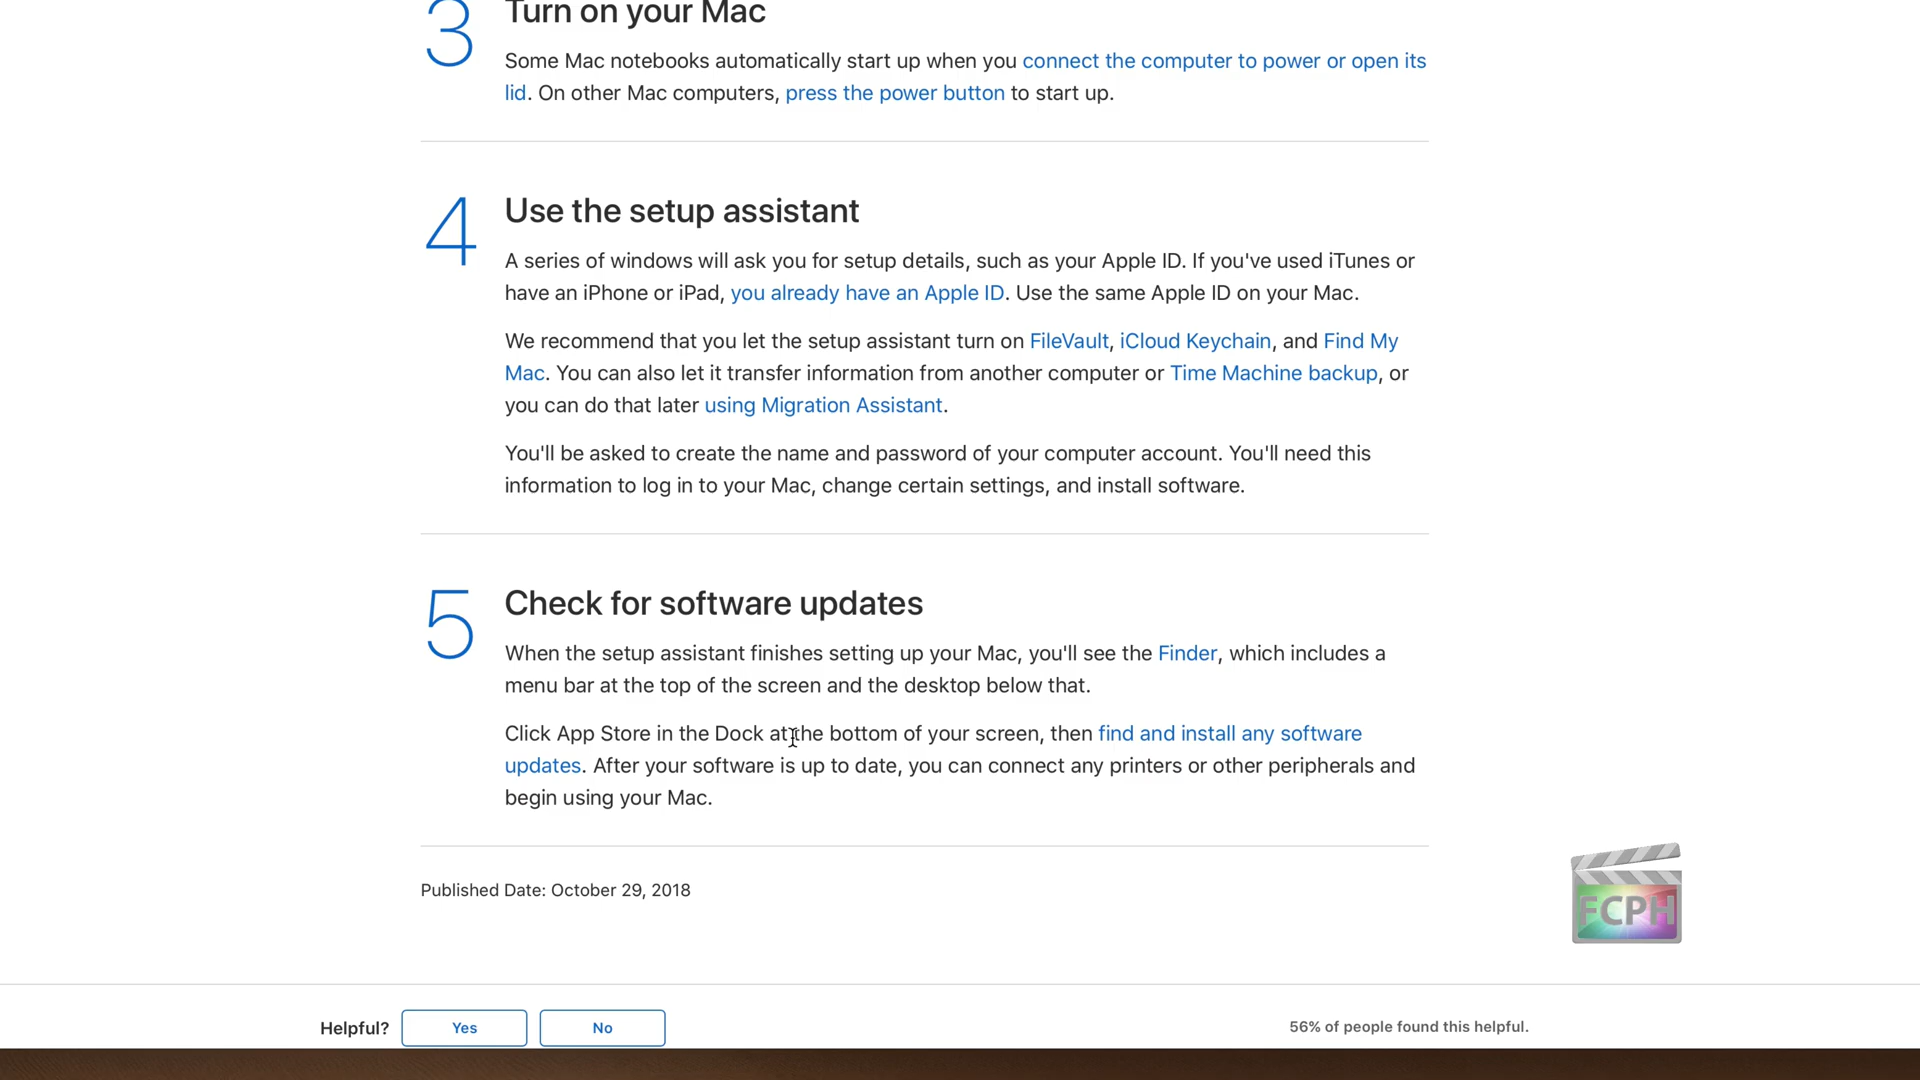 3
Turn on your Mac
Some Mac notebooks automatically start up when you connect the computer to power or open its
lid. On other Mac computers, press the power button to start up.
4
Use the setup assistant
A series of windows will ask you for setup details, such as your Apple ID. If you've used iTunes or
have an iPhone or iPad, you already have an Apple ID. Use the same Apple ID on your Mac.
We recommend that you let the setup assistant turn on FileVault, iCloud Keychain, and Find My
Mac. You can also let it transfer information from another computer or Time Machine backup, or
you can do that later using Migration Assistant.
You'll be asked to create the name and password of your computer account. You'll need this
information to log in to your Mac, change certain settings, and install software.
5
Check for software updates
When the setup assistant finishes setting up your Mac, you'll see the Finder, which includes a
menu bar at the top of the screen and the desktop below that.
Click App Store in the Dock at the bottom of your screen, then find and install any software
updates. After your software is up to date, you can connect any printers or other peripherals and
begin using your Mac.
Published Date: October 29, 2018
FCPH
Helpful? Yes No 56% of people found this helpful.